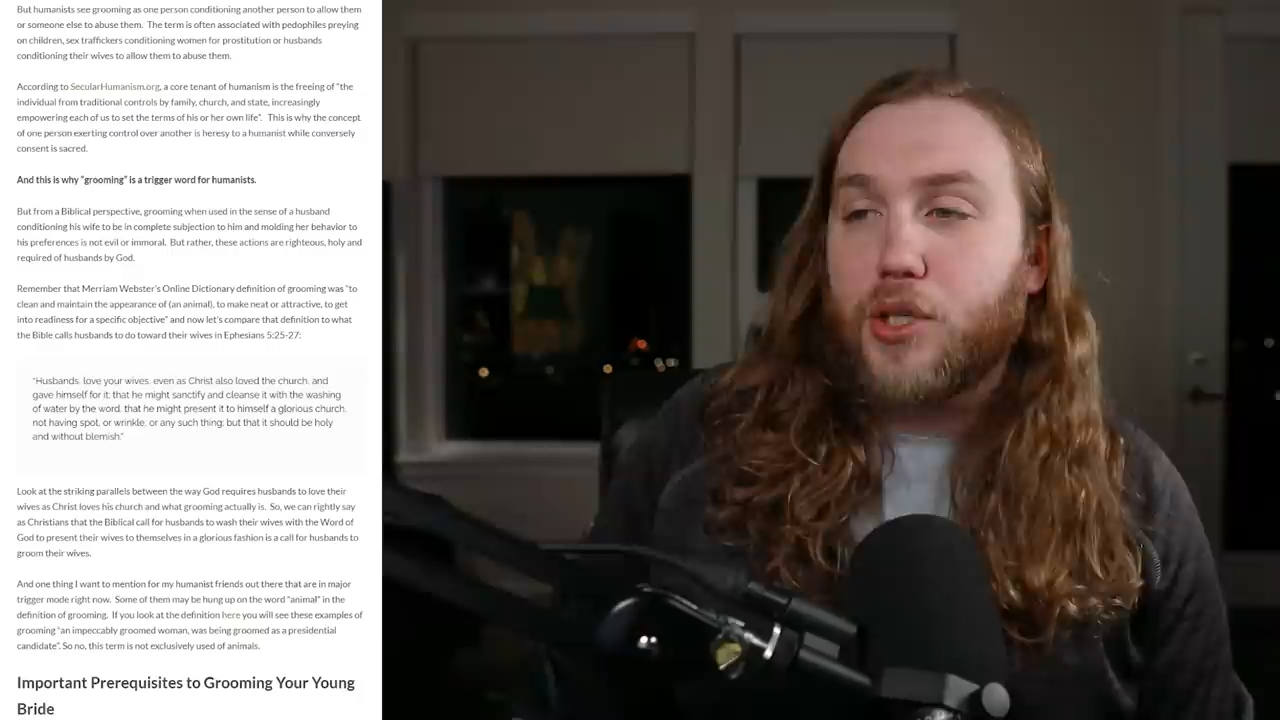 But humanists see grooming as one person conditioning another person to allow them
or someone else to abuse them.  The term is often associated with pedophiles preying
on children, sex traffickers conditioning women for prostitution or husbands
conditioning their wives to allow them to abuse them.
According to SecularHumanism.org, a core tenant of humanism is the freeing of “the
individual from traditional controls by family, church, and state, increasingly
empowering each of us to set the terms of his or her own life”.  This is why the concept
of one person exerting control over another is heresy to a humanist while conversely
consent is sacred.
And this is why “grooming” is a trigger word for humanists.
But from a Biblical perspective, grooming when used in the sense of a husband
conditioning his wife to be in complete subjection to him and molding her behavior to
his preferences is not evil or immoral.  But rather, these actions are righteous, holy and
required of husbands by God.
Remember that Merriam Webster’s Online Dictionary definition of grooming was “to
clean and maintain the appearance of (an animal), to make neat or attractive, to get
into readiness for a specific objective” and now let’s compare that definition to what
the Bible calls husbands to do toward their wives in Ephesians 5:25-27:
“Husbands, love your wives, even as Christ also loved the church, and
gave himself for it; that he might sanctify and cleanse it with the washing
of water by the word, that he might present it to himself a glorious church,
not having spot, or wrinkle, or any such thing; but that it should be holy
and without blemish.”
Look at the striking parallels between the way God requires husbands to love their
wives as Christ loves his church and what grooming actually is.  So, we can rightly say
as Christians that the Biblical call for husbands to wash their wives with the Word of
God to present their wives to themselves in a glorious fashion is a call for husbands to
groom their wives.
And one thing I want to mention for my humanist friends out there that are in major
trigger mode right now.  Some of them may be hung up on the word “animal” in the
definition of grooming.  If you look at the definition here you will see these examples of
grooming “an impeccably groomed woman, was being groomed as a presidential
candidate”. So no, this term is not exclusively used of animals.
Important Prerequisites to Grooming Your Young
Bride